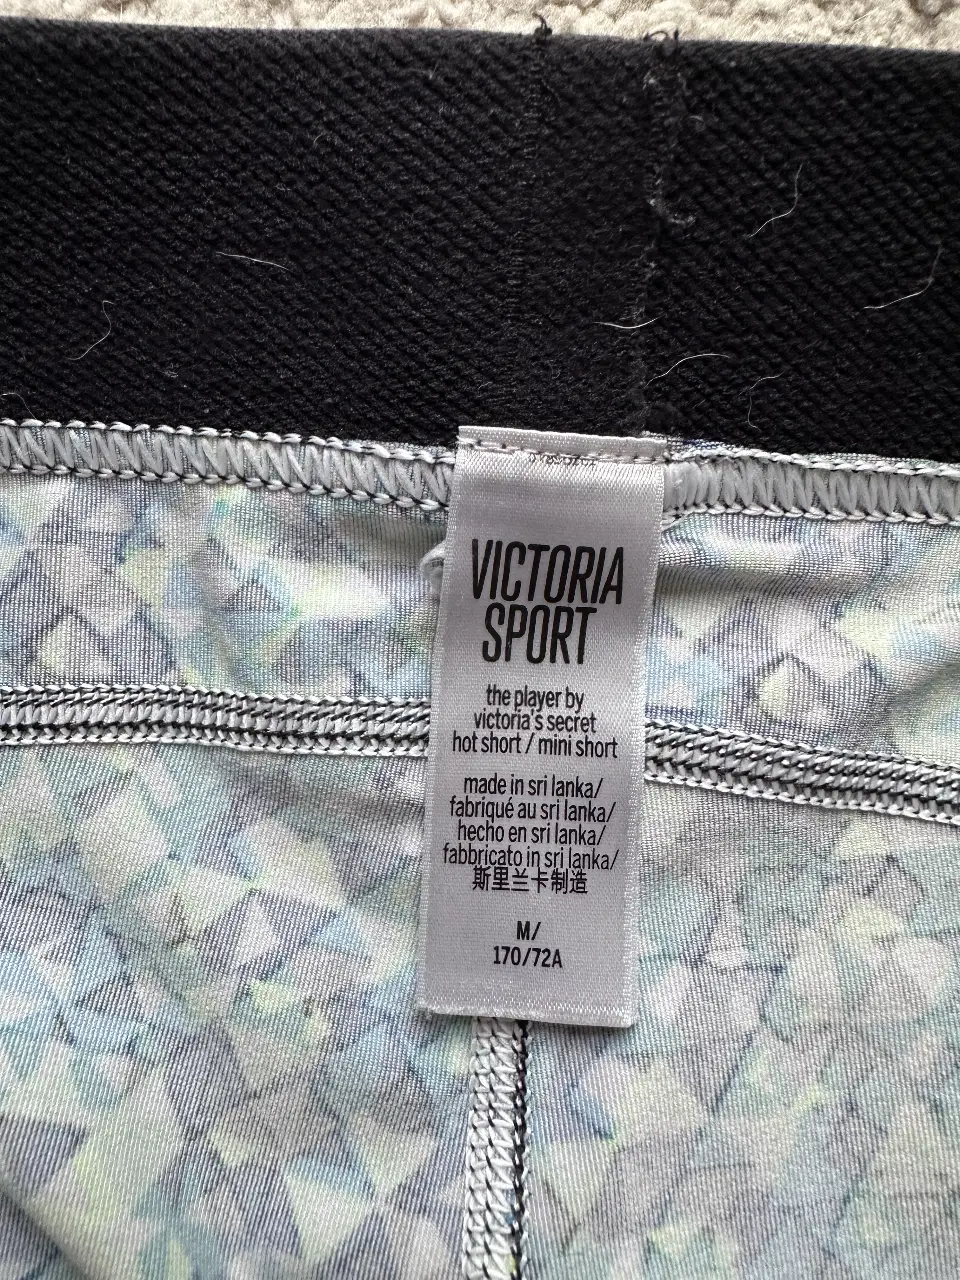 VICTORIA
SPORT
the player by
victoria's secret
hot short / mini short
made in sri lanka/
fabriqué au sri lanka/
hecho en sri lanka/
fabbricato in sri lanka/
斯里兰卡制造
M/
170/72A